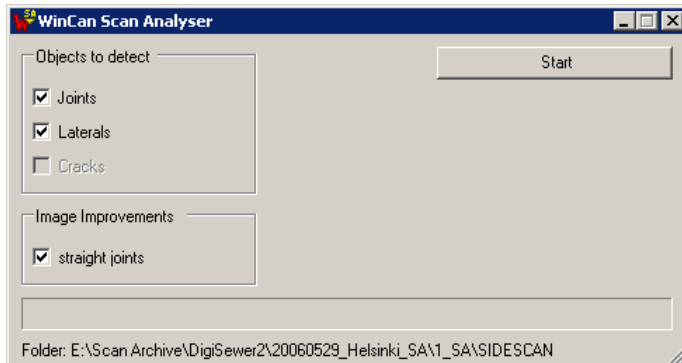 WinCan Scan Analyser
Objects to detect
Start
Joints
Laterals
Cracks
Image Improvements
straight joints
Folder: E:\Scan Archive\DigiSewer2\20060529_Helsinki_SA\1_SA\SIDESCAN